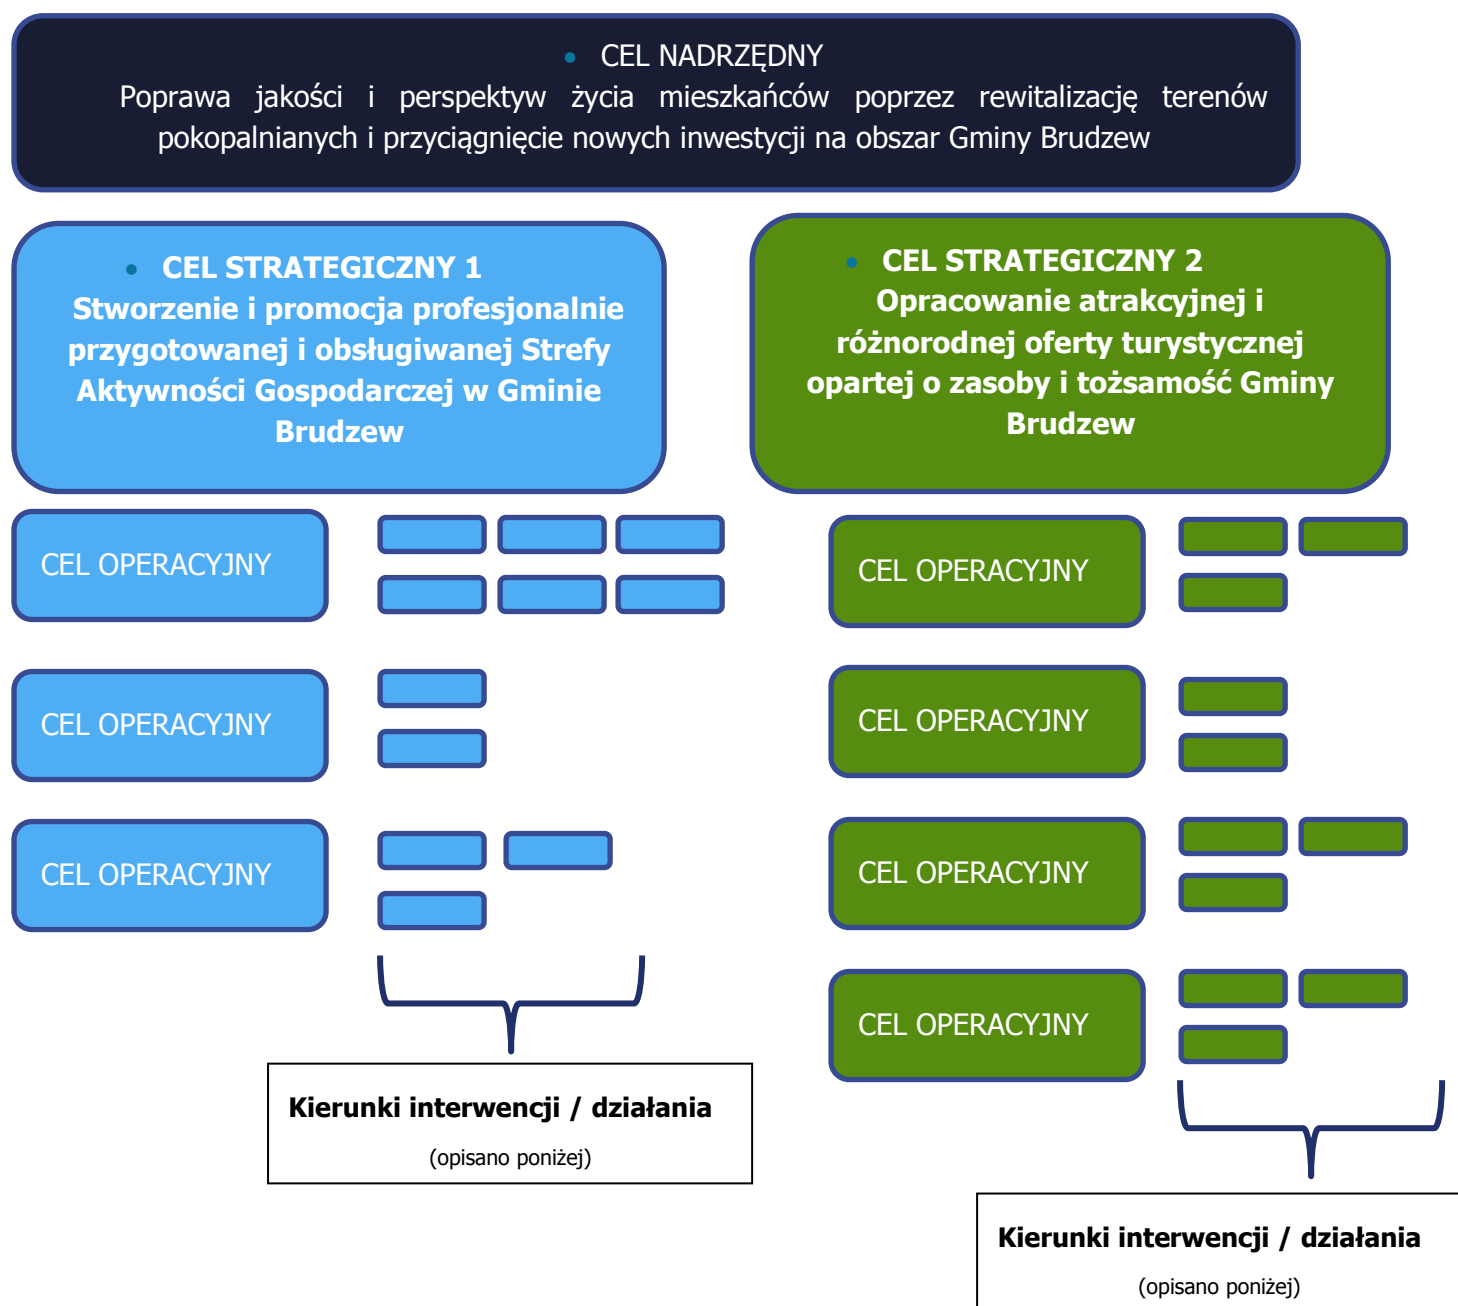 • CEL NADRZĘDNY
Poprawa jakości i perspektyw życia mieszkańców poprzez rewitalizację terenów
pokopalnianych i przyciągnięcie nowych inwestycji na obszar Gminy Brudzew
• CEL STRATEGICZNY 1
Stworzenie i promocja profesjonalnie
przygotowanej i obsługiwanej Strefy
Aktywności Gospodarczej w Gminie
Brudzew
• CEL STRATEGICZNY 2
Opracowanie atrakcyjnej i
różnorodnej oferty turystycznej
opartej o zasoby i tożsamość Gminy
Brudzew
CEL OPERACYJNY
CEL OPERACYJNY
CEL OPERACYJNY
Kierunki interwencji / działania
(opisano poniżej)
CEL OPERACYJNY
CEL OPERACYJNY
CEL OPERACYJNY
CEL OPERACYJNY
Kierunki interwencji / działania
(opisano poniżej)